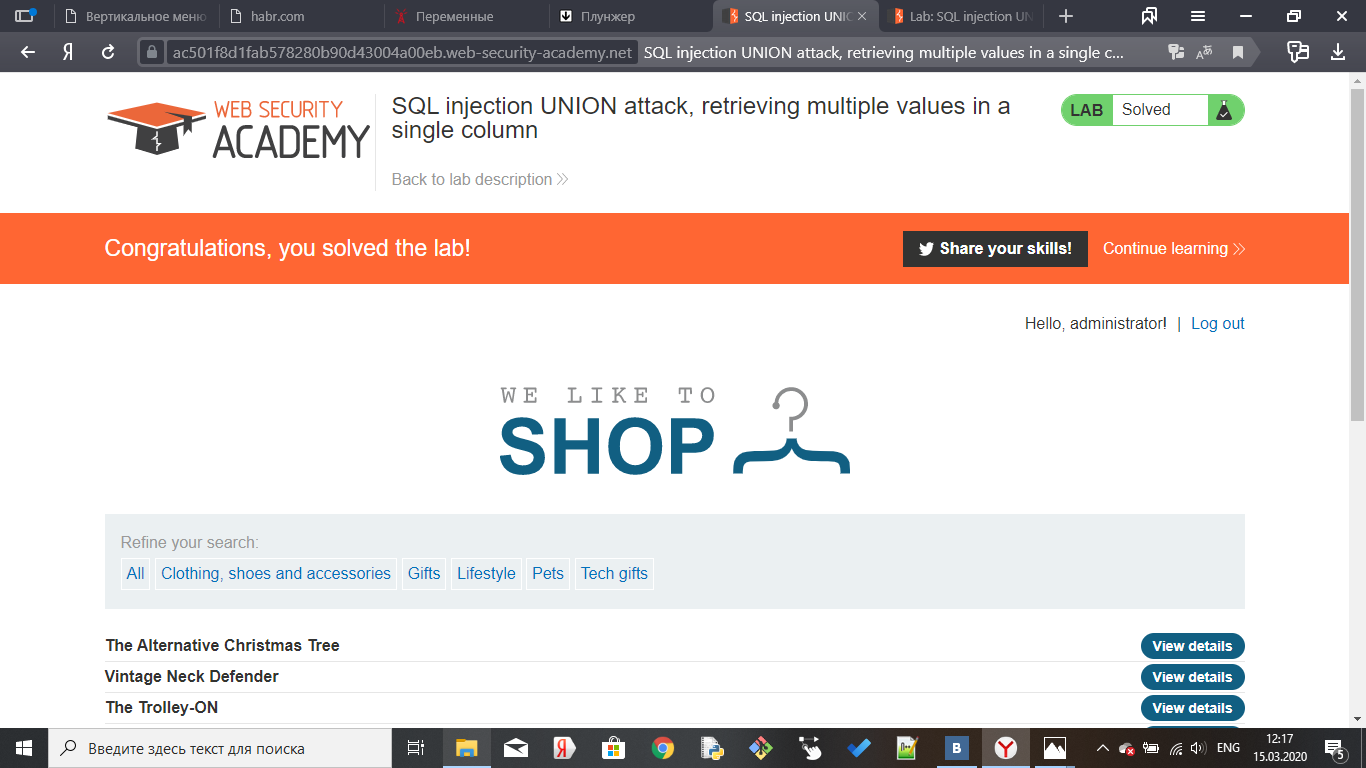 Вертикальное меню
habr.com
Переменные
Плунжер
SQL injection UNIO
Lab: SQL injection UN
Я
ac501f8d1fab578280b90d43004a00eb.web-security-academy.net
SQL injection UNION attack, retrieving multiple values in a single c...
WEB SECURITY
ACADEMY
SQL injection UNION attack, retrieving multiple values in a
single column
LAB
Solved
Back to lab description
Congratulations, you solved the lab!
Share your skills!
Continue learning
Hello, administrator! | Log out
WE LIKE TO
SHOP
Refine your search:
All
Clothing, shoes and accessories
Gifts
Lifestyle
Pets
Tech gifts
The Alternative Christmas Tree
View details
Vintage Neck Defender
View details
The Trolley-ON
View details
Введите здесь текст для поиска
Я
B
Y
ENG
12:17
15.03.2020
5